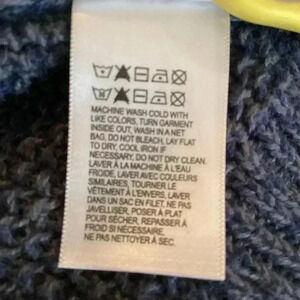 MACHINE WASH COLD WITH
LIKE COLORS, TURN GARMENT
INSIDE OUT, WASH IN A NET
BAG, DO NOT BLEACH, LAY FLAT
TO DRY, COOL IRON IF
NECESSARY, DO NOT DRY CLEAN.
LAVER À LA MACHINE À L'EAU
FROIDE, LAVER AVEC COULEURS
SIMILAIRES, TOURNER LE
VÊTEMENT À L'ENVERS, LAVER
DANS UN SAC EN FILET, NE PAS
JAVELLISER, POSER À PLAT
POUR SÉCHER, REPASSER À
FROID SI NÉCESSAIRE,
NE PAS NETTOYER À SEC.